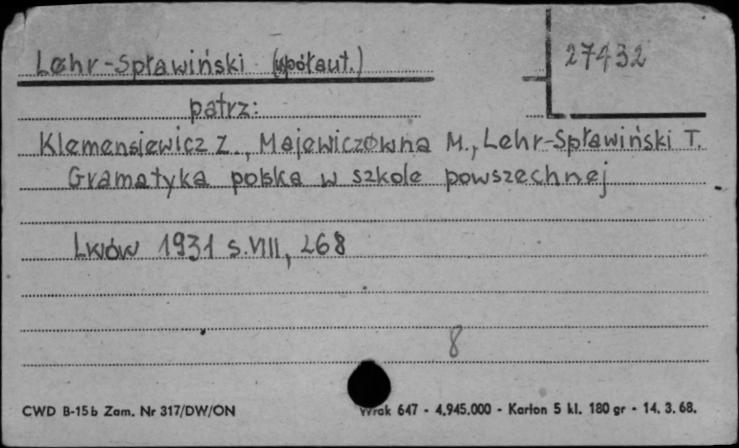 Lehr-Spławiński (współaut.)
27432
patrz:
Klemensiewicz Z., Majewiczówna M., Lehr-Spławiński T.
Gramatyka polska w szkole powszechnej
Lwów 1931 s. VIII, 268
8
CWD B-15b Zam. Nr 317/DW/ON
Wrak 647 - 4.945.000 - Karton 5 kl. 180 gr - 14. 3. 68.